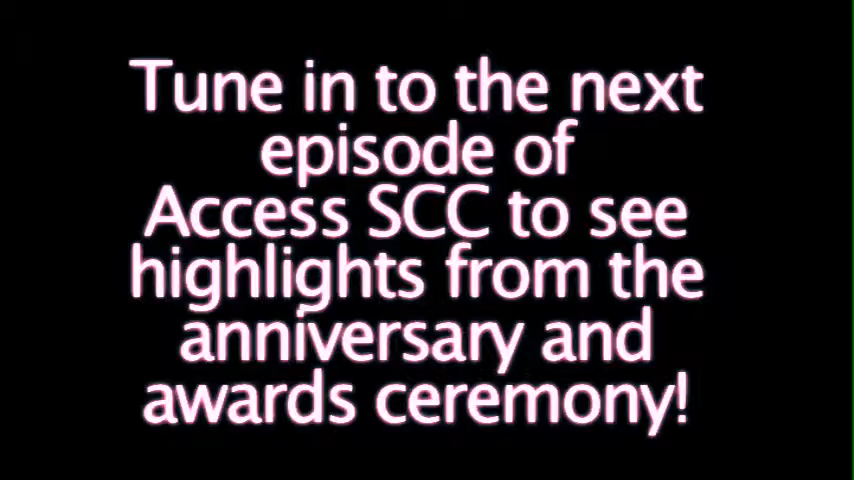 Tune in to the next
episode of
Access SCC to see
highlights from the
anniversary and
awards ceremony!